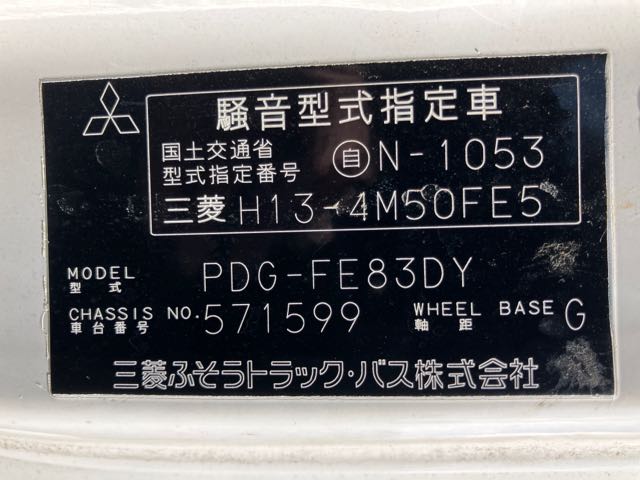 騒音型式指定車
国土交通省
型式指定番号 自 N-1053
三菱 H13-4M50FE5
MODEL
型式 PDG-FE83DY
CHASSIS NO. 571599 WHEEL BASE G
車台番号 軸距
三菱ふそうトラック・バス株式会社